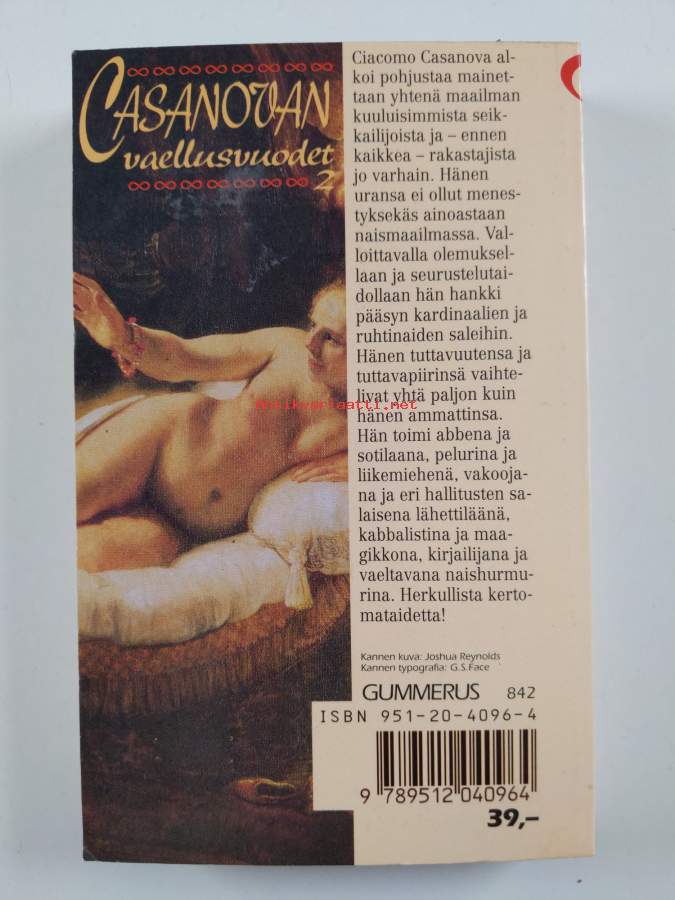 CASANOVAN
vaellusvuodet
2
Ciacomo Casanova al-
koi pohjustaa mainet-
taan yhtenä maailman
kuuluisimmista seik-
kailijoista ja – ennen
kaikkea – rakastajista
jo varhain. Hänen
uransa ei ollut menes-
tyksekäs ainoastaan
naismaailmassa. Val-
loittavalla olemuksel-
laan ja seurustelutai-
dollaan hän hankki
pääsyn kardinaalien ja
ruhtinaiden saleihin.
Hänen tuttavuutensa ja
tuttavapiirinsä vaihte-
livat yhtä paljon kuin
hänen ammattinsa.
Hän toimi abbena ja
sotilaana, pelurina ja
liikemiehenä, vakooja-
na ja eri hallitusten sa-
laisena lähettiläänä,
kabbalistina ja maa-
gikkona, kirjailijana ja
vaeltavana naishurmu-
rina. Herkullista kerto-
mataidetta!
Antikvariaatti.net
Kannen kuva: Joshua Reynolds
Kannen typografia: G.S.Face
GUMMERUS 842
ISBN 951-20-4096-4
9 789512 040964
39,–